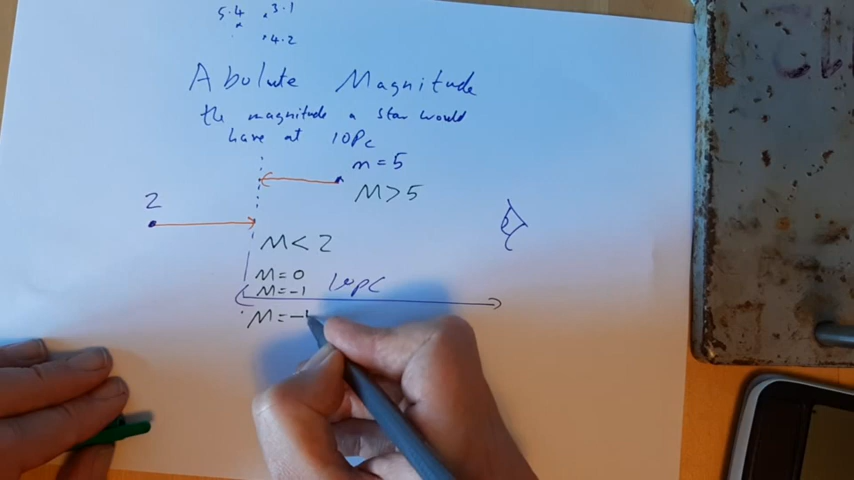 5.4 3.1
4.2
Abolute Magnitude
the magnitude a star would
have at 10Pc
m=5
M>5
2
M<2
M=0
M=-1
10pc
M=-